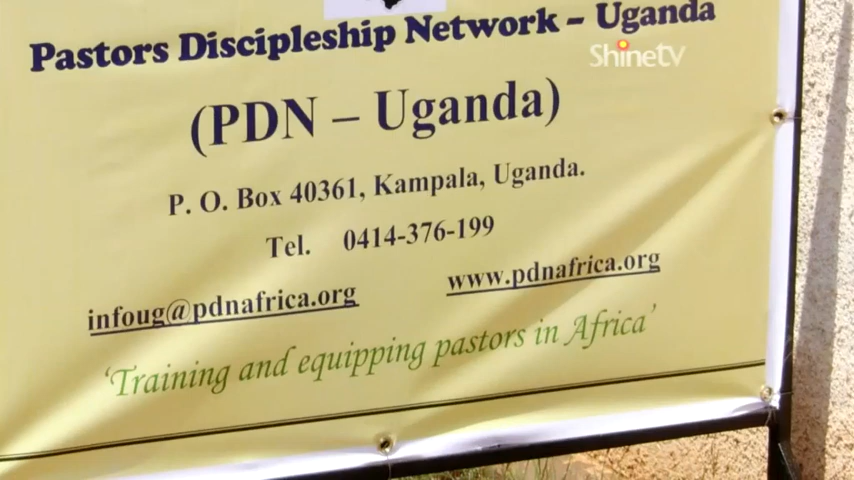 Pastors Discipleship Network – Uganda
Shinetv
(PDN – Uganda)
P. O. Box 40361, Kampala, Uganda.
Tel. 0414-376-199
infoug@pdnafrica.org www.pdnafrica.org
‘Training and equipping pastors in Africa’